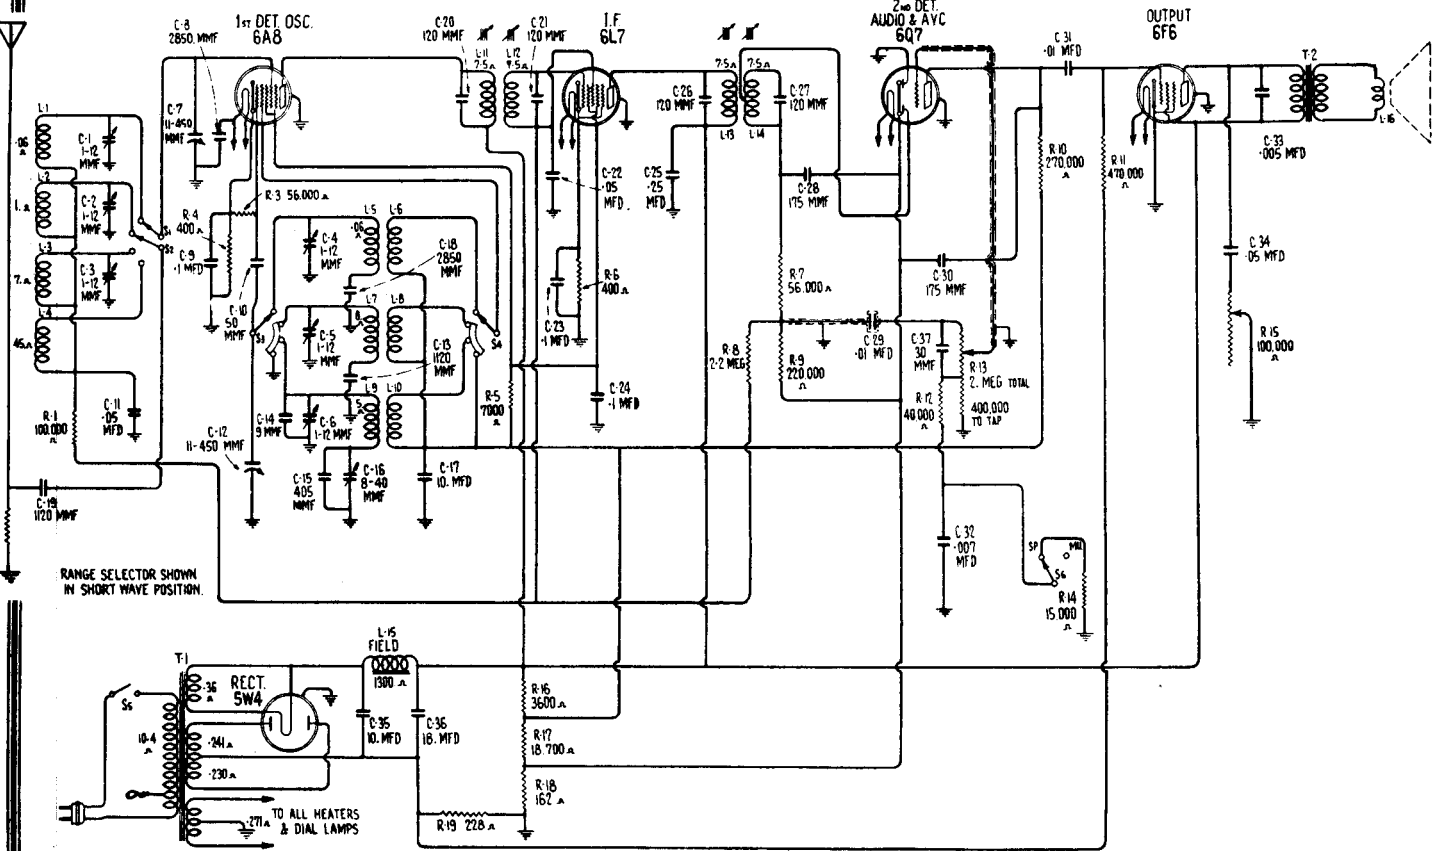 1ST DET. OSC.
6A8
I.F.
6L7
2ND DET.
AUDIO & AVC
6Q7
OUTPUT
6F6
C-8
2850 MMF
C-20
120 MMF
L-11
7·5Ω
L-12
7·5Ω
C-21
120 MMF
7·5Ω
7·5Ω
L-13
L-14
C-31
.01 MFD
T-2
L-16
L-1
.06
Ω
C-1
1-12
MMF
C-7
11-450
MMF
L-2
1.Ω
C-2
1-12
MMF
L-3
7.Ω
C-3
1-12
MMF
L-4
45Ω
S1
S2
R-3 56.000Ω
R-4
400Ω
C-9
.1 MFD
C-10
50
MMF
C-4
1-12
MMF
L-5
.06
Ω
L-6
C-18
2850
MMF
S3
C-5
1-12
MMF
L-7
L-8
C-13
1120
MMF
S4
C-14
9 MMF
C-6
1-12 MMF
L-9
5
Ω
L-10
R-5
7000
Ω
C-22
.05
MFD.
R-6
400Ω
C-23
.1 MFD
C-24
.1 MFD
C-26
120 MMF
C-25
.25
MFD
C-27
120 MMF
C-28
175 MMF
R-7
56.000Ω
R-8
2·2 MEG
R-9
220,000
Ω
C-29
.01 MFD
C-30
175 MMF
C-37
30
MMF
R-13
2. MEG TOTAL
400,000
TO TAP
R-12
40,000
Ω
R-10
270,000
Ω
R-11
470,000
Ω
C-33
.005 MFD
C-34
.05 MFD
R-15
100,000
Ω
R-1
100,000
Ω
C-11
.05
MFD
C-12
11-450 MMF
C-15
405
MMF
C-16
8-40
MMF
C-17
10. MFD
C-19
1120 MMF
C-32
.007
MFD
SP
MU
S6
R-14
15,000
Ω
RANGE SELECTOR SHOWN
IN SHORT WAVE POSITION.
T-1
S5
10·4
Ω
.36
Ω
RECT.
5W4
.241Ω
.230Ω
.271Ω
TO ALL HEATERS
& DIAL LAMPS
L-15
FIELD
1300 Ω
C-35
10. MFD
C-36
18. MFD
R-16
3600Ω
R-17
18.700Ω
R-18
162Ω
R-19 228Ω